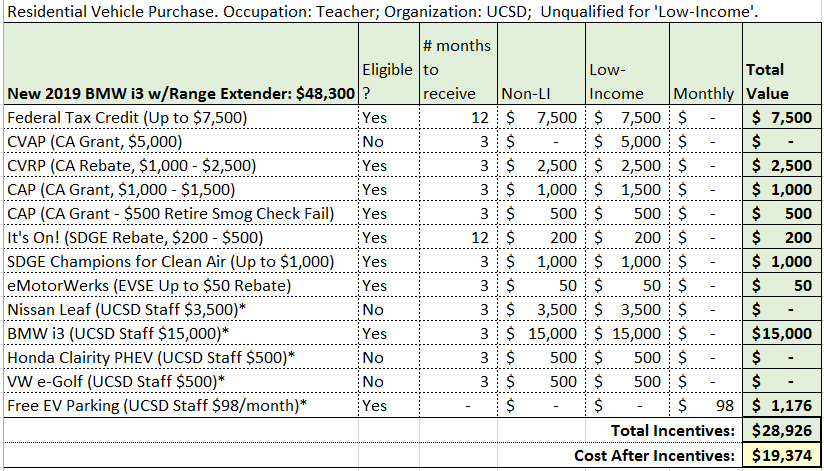 Residential Vehicle Purchase. Occupation: Teacher; Organization: UCSD;  Unqualified for 'Low-Income'.
New 2019 BMW i3 w/Range Extender: $48,300 Eligible ? # months to receive Non-LI Low-Income Monthly Total Value
Federal Tax Credit (Up to $7,500) Yes 12 $ 7,500 $ 7,500 $ - $ 7,500
CVAP (CA Grant, $5,000) No 3 $ - $ 5,000 $ - $ -
CVRP (CA Rebate, $1,000 - $2,500) Yes 3 $ 2,500 $ 2,500 $ - $ 2,500
CAP (CA Grant, $1,000 - $1,500) Yes 3 $ 1,000 $ 1,500 $ - $ 1,000
CAP (CA Grant - $500 Retire Smog Check Fail) Yes 3 $ 500 $ 500 $ - $ 500
It's On! (SDGE Rebate, $200 - $500) Yes 12 $ 200 $ 200 $ - $ 200
SDGE Champions for Clean Air (Up to $1,000) Yes 3 $ 1,000 $ 1,000 $ - $ 1,000
eMotorWerks (EVSE Up to $50 Rebate) Yes 3 $ 50 $ 50 $ - $ 50
Nissan Leaf (UCSD Staff $3,500)* No 3 $ 3,500 $ 3,500 $ - $ -
BMW i3 (UCSD Staff $15,000)* Yes 3 $ 15,000 $ 15,000 $ - $15,000
Honda Clairity PHEV (UCSD Staff $500)* No 3 $ 500 $ 500 $ - $ -
VW e-Golf (UCSD Staff $500)* No 3 $ 500 $ 500 $ - $ -
Free EV Parking (UCSD Staff $98/month)* Yes - $ - $ - $ 98 $ 1,176
Total Incentives: $28,926
Cost After Incentives: $19,374